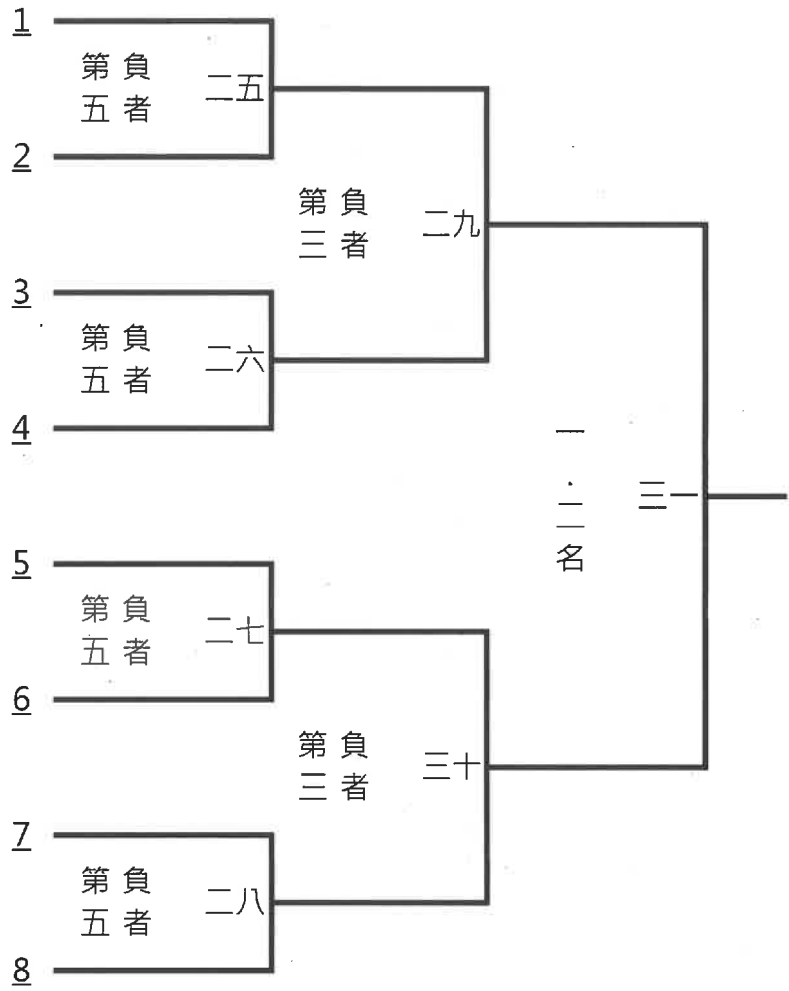 1
負者
第五
二五
2
負者
第三
二九
3
負者
第五
二六
4
一．二名
三一
5
負者
第五
二七
6
負者
第三
三十
7
負者
第五
二八
8